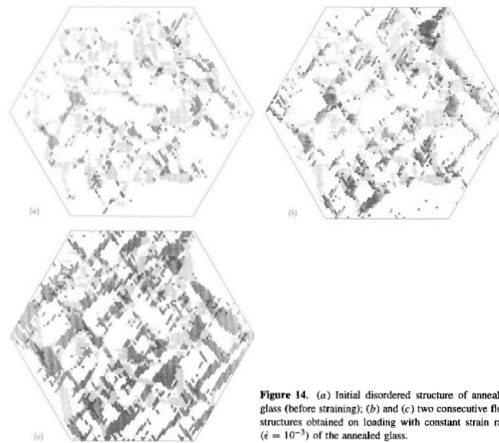 (a)
(b)
(c)
Figure 14. (a) Initial disordered structure of anneal
glass (before straining); (b) and (c) two consecutive flo
structures obtained on loading with constant strain r
(ε̇ = 10⁻³) of the annealed glass.